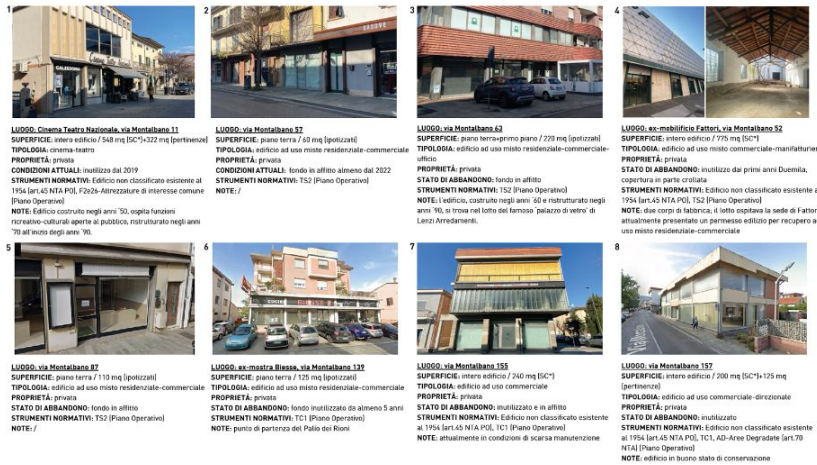 1
LUOGO: Cinema Teatro Nazionale, via Montalbano 11
SUPERFICIE: intero edificio / 548 mq (SC*)+322 mq (pertinenze)
TIPOLOGIA: cinema-teatro
PROPRIETÀ: privata
CONDIZIONI ATTUALI: inutilizzo dal 2019
STRUMENTI NORMATIVI: Edificio non classificato esistente al
1954 (art.45 NTA PO), F2e26-Attrezzature di interesse comune
(Piano Operativo)
NOTE: Edificio costruito negli anni '50, ospita funzioni
ricreativo-culturali aperte al pubblico, ristrutturato negli anni
'70 all'inizio degli anni '90.
2
LUOGO: via Montalbano 57
SUPERFICIE: piano terra / 60 mq (ipotizzati)
TIPOLOGIA: edificio ad uso misto residenziale-commerciale
PROPRIETÀ: privata
CONDIZIONI ATTUALI: fondo in affitto almeno dal 2022
STRUMENTI NORMATIVI: TS2 (Piano Operativo)
NOTE: /
3
LUOGO: via Montalbano 63
SUPERFICIE: piano terra+primo piano / 220 mq (ipotizzati)
TIPOLOGIA: edificio ad uso misto residenziale-commerciale-
ufficio
PROPRIETÀ: privata
STATO DI ABBANDONO: fondo in affitto
STRUMENTI NORMATIVI: TS2 (Piano Operativo)
NOTE: l'edificio, costruito negli anni '60 e ristrutturato negli
anni '90, si trova nel lotto del famoso 'palazzo di vetro' di
Lenzi Arredamenti.
4
LUOGO: ex-mobilificio Fattori, via Montalbano 52
SUPERFICIE: intero edificio / 775 mq (SC*)
TIPOLOGIA: edificio ad uso misto commerciale-manifatturier
PROPRIETÀ: privata
STATO DI ABBANDONO: inutilizzo dai primi anni Duemila,
copertura in parte crollata
STRUMENTI NORMATIVI: Edificio non classificato esistente a
1954 (art.45 NTA PO), TS2 (Piano Operativo)
NOTE: due corpi di fabbrica; il lotto ospitava la sede di Fattor
attualmente presentato un permesso edilizio per recupero a
uso misto residenziale-commerciale
5
LUOGO: via Montalbano 87
SUPERFICIE: piano terra / 110 mq (ipotizzati)
TIPOLOGIA: edificio ad uso misto residenziale-commerciale
PROPRIETÀ: privata
STATO DI ABBANDONO: fondo in affitto
STRUMENTI NORMATIVI: TS2 (Piano Operativo)
NOTE: /
6
LUOGO: ex-mostra Biesse, via Montalbano 139
SUPERFICIE: piano terra / 125 mq (ipotizzati)
TIPOLOGIA: edificio ad uso misto residenziale-commerciale
PROPRIETÀ: privata
STATO DI ABBANDONO: fondo inutilizzato da almeno 5 anni
STRUMENTI NORMATIVI: TC1 (Piano Operativo)
NOTE: punto di partenza del Palio dei Rioni
7
LUOGO: via Montalbano 155
SUPERFICIE: intero edificio / 240 mq (SC*)
TIPOLOGIA: edificio ad uso commerciale
PROPRIETÀ: privata
STATO DI ABBANDONO: inutilizzato e in affitto
STRUMENTI NORMATIVI: Edificio non classificato esistente
al 1954 (art.45 NTA PO), TC1 (Piano Operativo)
NOTE: attualmente in condizioni di scarsa manutenzione
8
LUOGO: via Montalbano 157
SUPERFICIE: intero edificio / 200 mq (SC*)+125 mq
(pertinenze)
TIPOLOGIA: edificio ad uso commerciale-direzionale
PROPRIETÀ: privata
STATO DI ABBANDONO: inutilizzato
STRUMENTI NORMATIVI: Edificio non classificato esistente
al 1954 (art.45 NTA PO), TC1, AD-Aree Degradate (art.70
NTA) (Piano Operativo)
NOTE: edificio in buono stato di conservazione